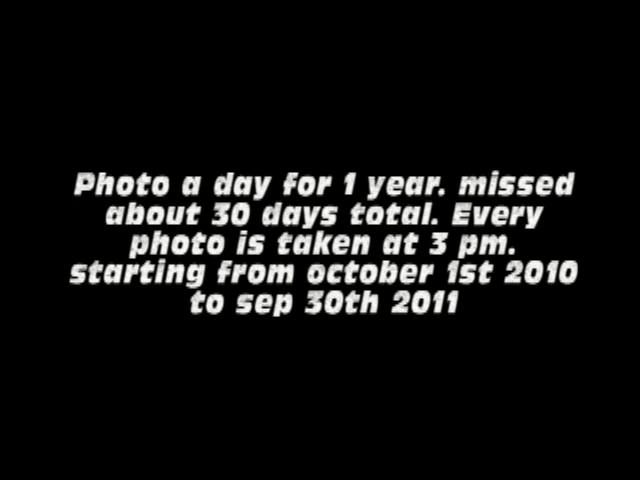 Photo a day for 1 year. missed
about 30 days total. Every
photo is taken at 3 pm.
starting from october 1st 2010
to sep 30th 2011